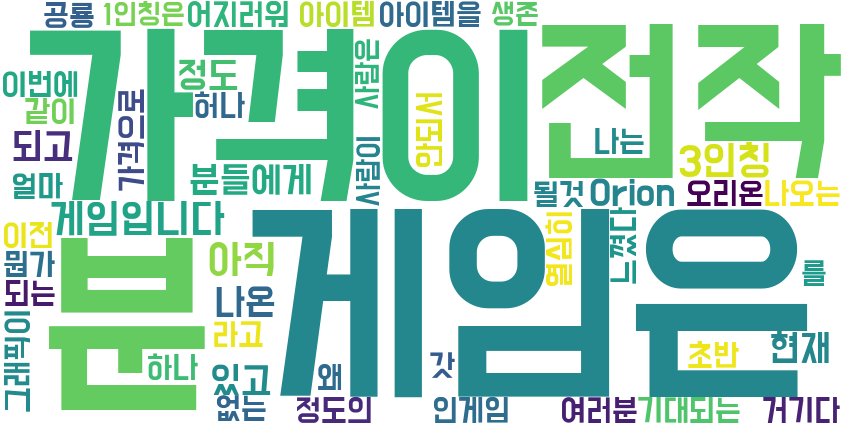 공룡 1인칭은 어지러워 아이템 아이템을 생존
가격이 전작
이번에 정도 사람은
같이 가격으로 허나 안되서 나는
되고 분들에게 사람이 3인칭
얼마 될것 Orion 오리온 나오는
게임입니다
이전 분 게임은 열심히 느꼈다
뭔가 아직 를
되는 나온
그래픽이 라고 초반 현재
하나 있고 왜 갓
없는 정도의 인게임 여러분 기대되는 거기다